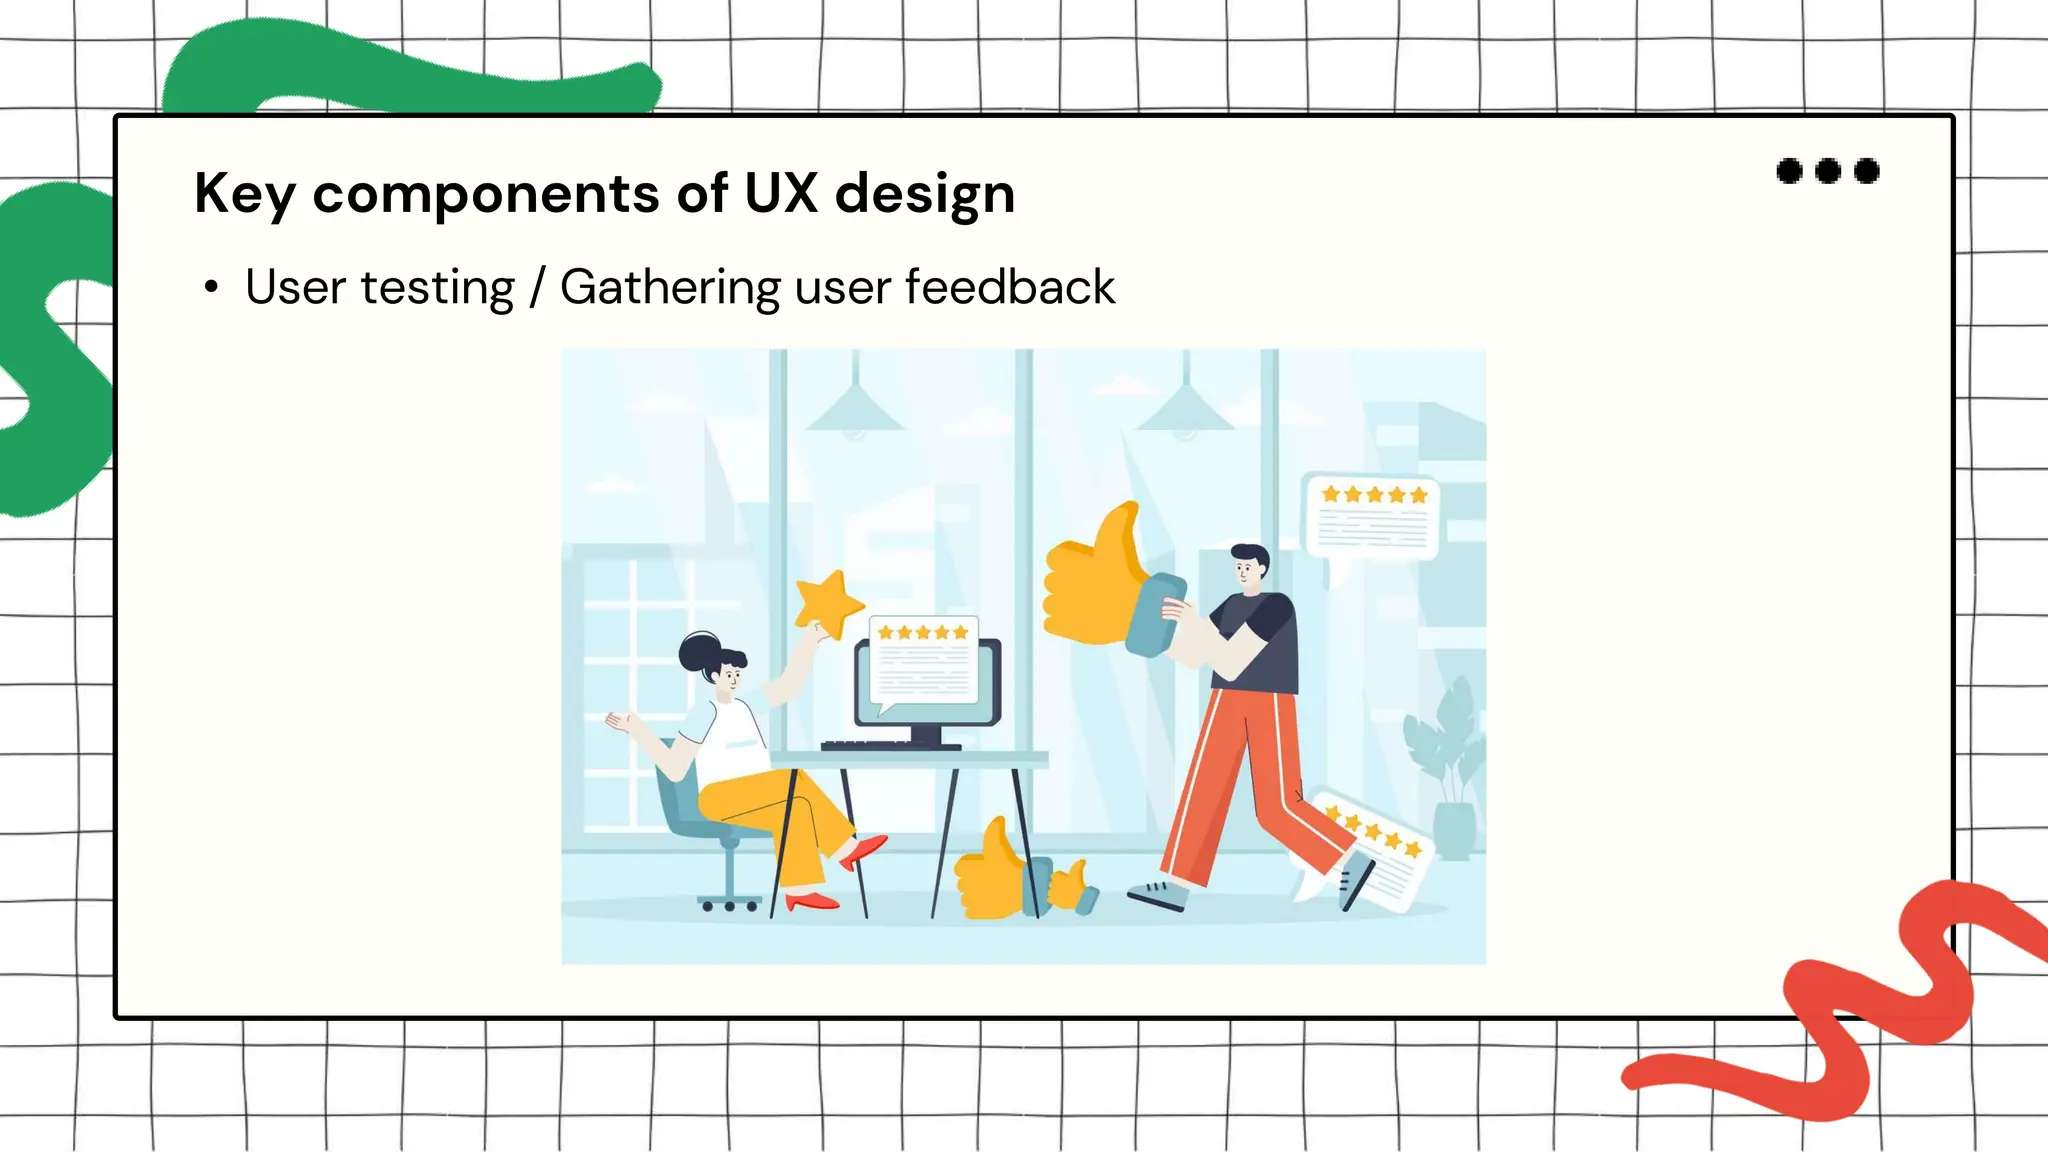 Key components of UX design
• User testing / Gathering user feedback